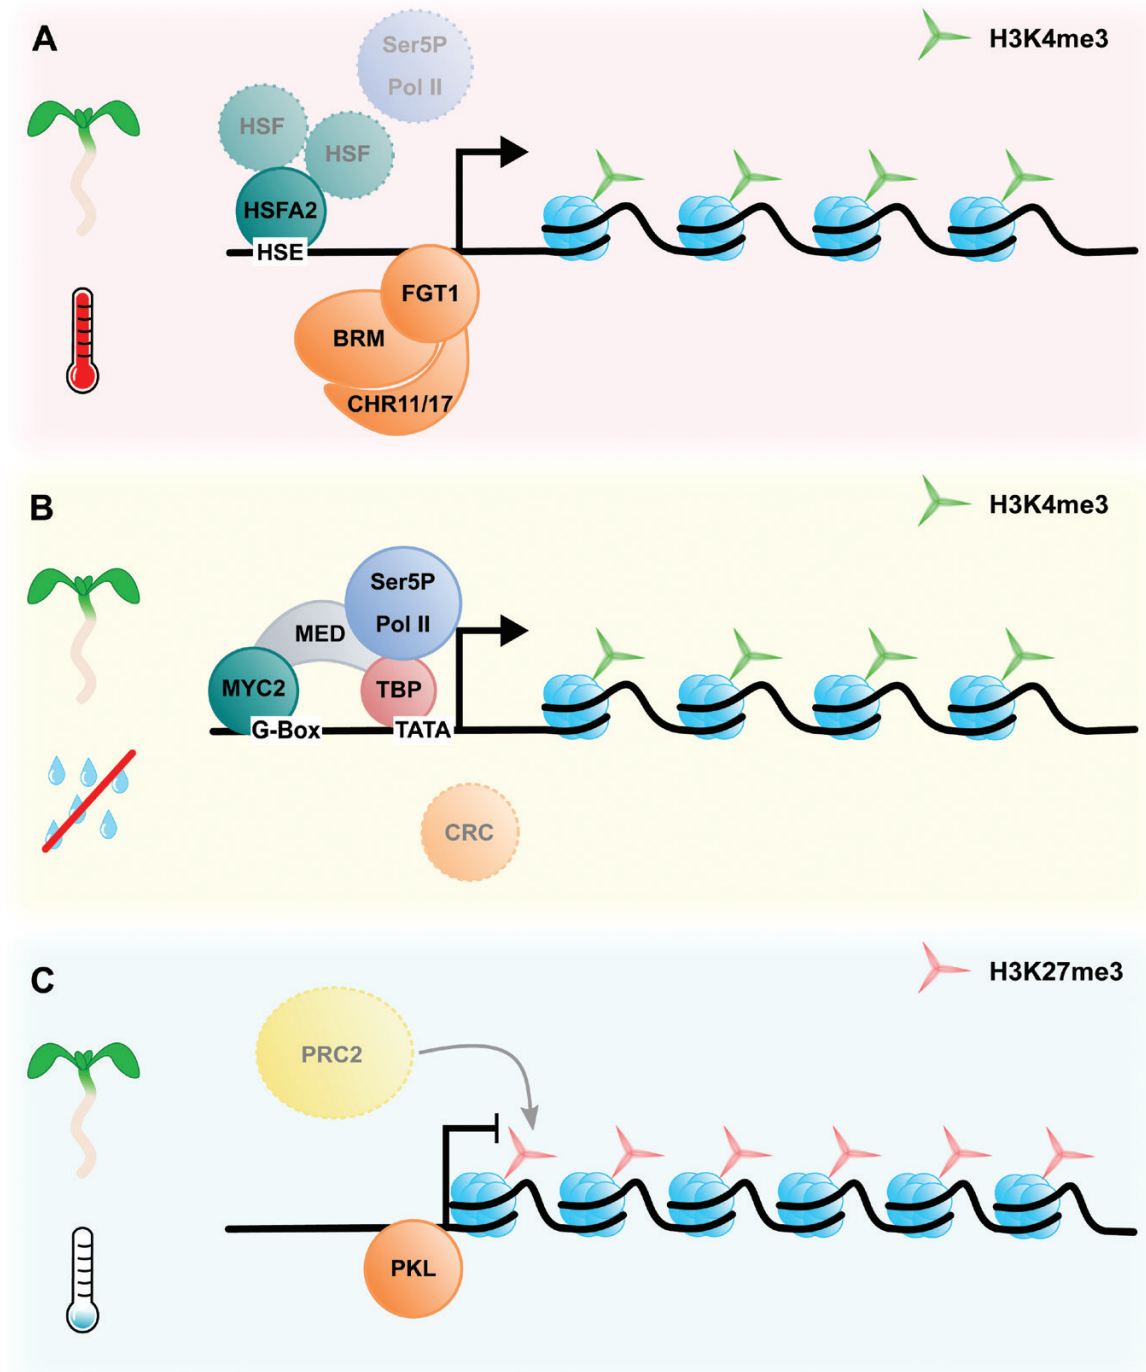 A
Ser5P
Pol II
H3K4me3
HSF
HSF
HSFA2
HSE
FGT1
BRM
CHR11/17
B
H3K4me3
Ser5P
Pol II
MED
MYC2
TBP
G-Box
TATA
CRC
C
H3K27me3
PRC2
PKL